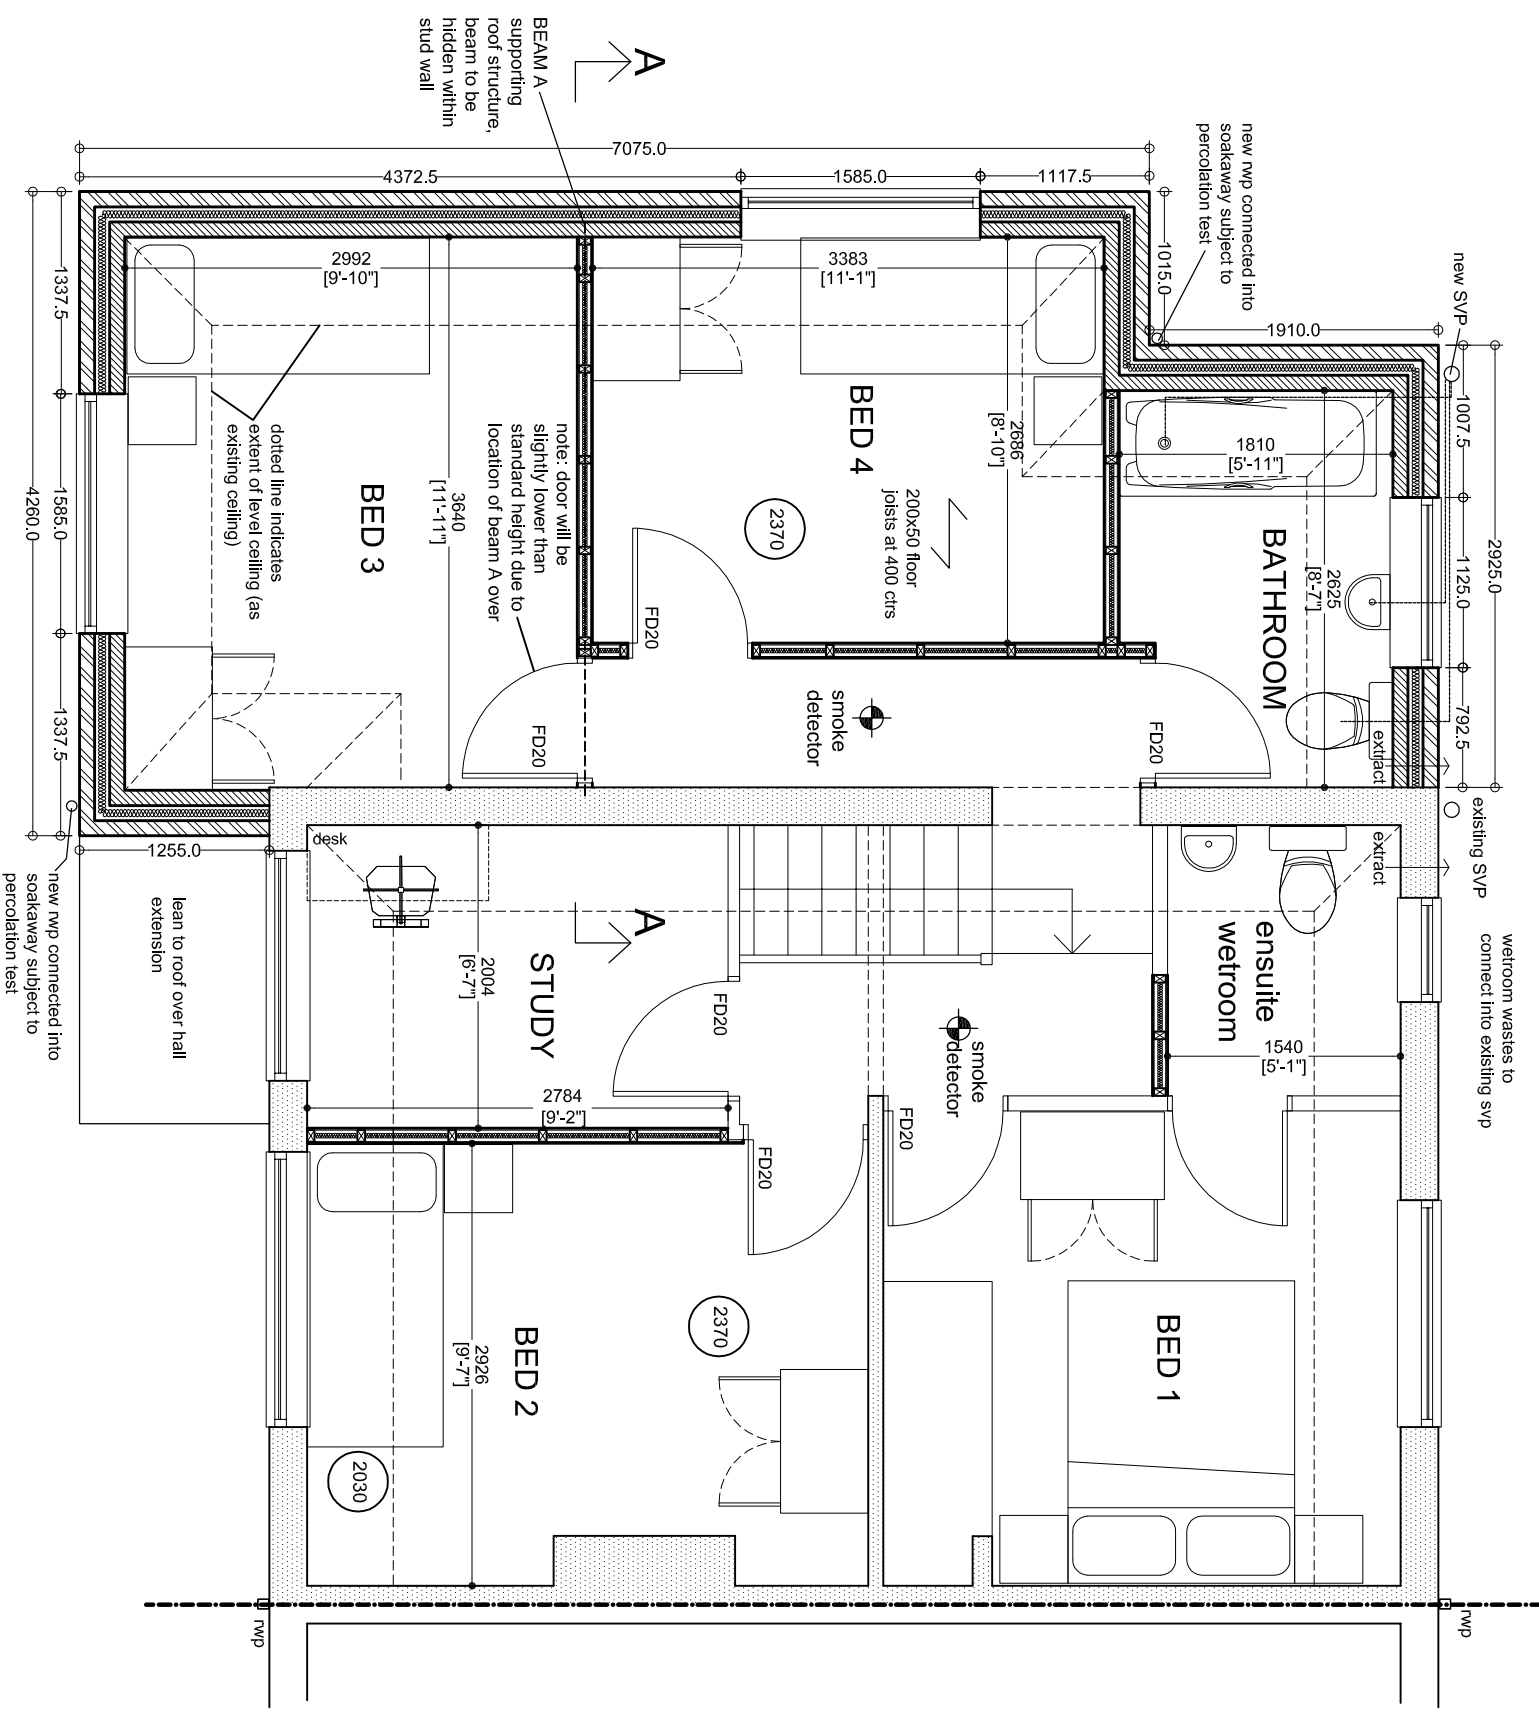 A
BEAM A
supporting
roof structure,
beam to be
hidden within
stud wall
7075.0
4372.5
1585.0
1117.5
new rwp connected into
soakaway subject to
percolation test
1015.0
1910.0
new SVP
1007.5
2925.0
1125.0
792.5
existing SVP
wetroom wastes to
connect into existing svp
2992
[9'-10"]
3383
[11'-1"]
1810
[5'-11"]
BED 4
2686
[8'-10"]
200x50 floor
joists at 400 ctrs
2370
BATHROOM
2625
[8'-7"]
BED 3
3640
[11'-11"]
note: door will be
slightly lower than
standard height due to
location of beam A over
dotted line indicates
extent of level ceiling (as
existing ceiling)
1337.5
1585.0
4260.0
1337.5
FD20
FD20
FD20
smoke
detector
extract
extract
desk
1255.0
lean to roof over hall
extension
new rwp connected into
soakaway subject to
percolation test
A
STUDY
2004
[6'-7"]
2784
[9'-2"]
FD20
smoke
detector
ensuite
wetroom
1540
[5'-1"]
FD20
FD20
BED 2
2926
[9'-7"]
2370
2030
BED 1
rwp
rwp